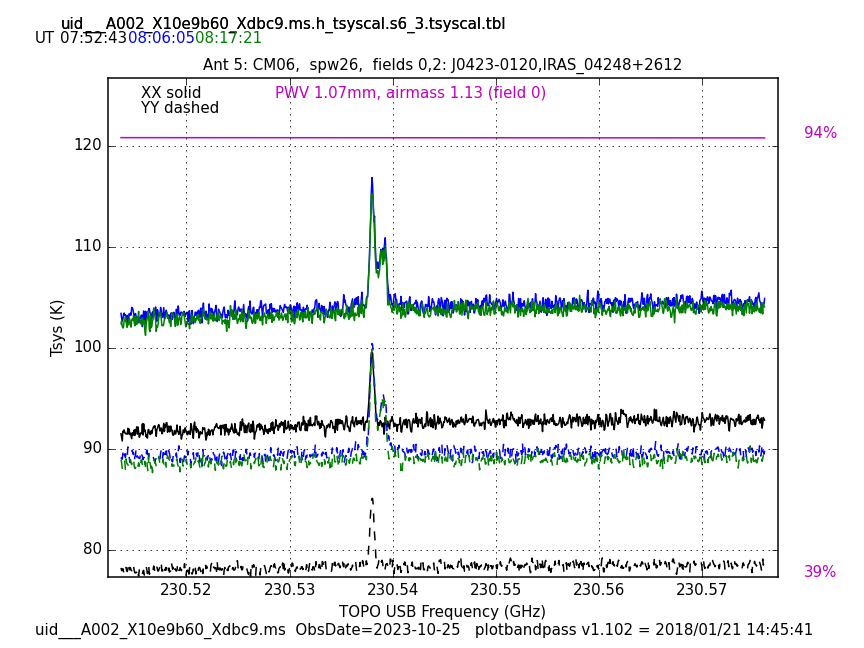 uid___A002_X10e9b60_Xdbc9.ms.h_tsyscal.s6_3.tsyscal.tbl
UT 07:52:43 08:06:05 08:17:21
Ant 5: CM06,  spw26,  fields 0,2: J0423-0120,IRAS_04248+2612
XX solid
PWV 1.07mm, airmass 1.13 (field 0)
YY dashed
94%
120
110
100
90
80
Tsys (K)
39%
230.52 230.53 230.54 230.55 230.56 230.57
TOPO USB Frequency (GHz)
uid___A002_X10e9b60_Xdbc9.ms  ObsDate=2023-10-25   plotbandpass v1.102 = 2018/01/21 14:45:41